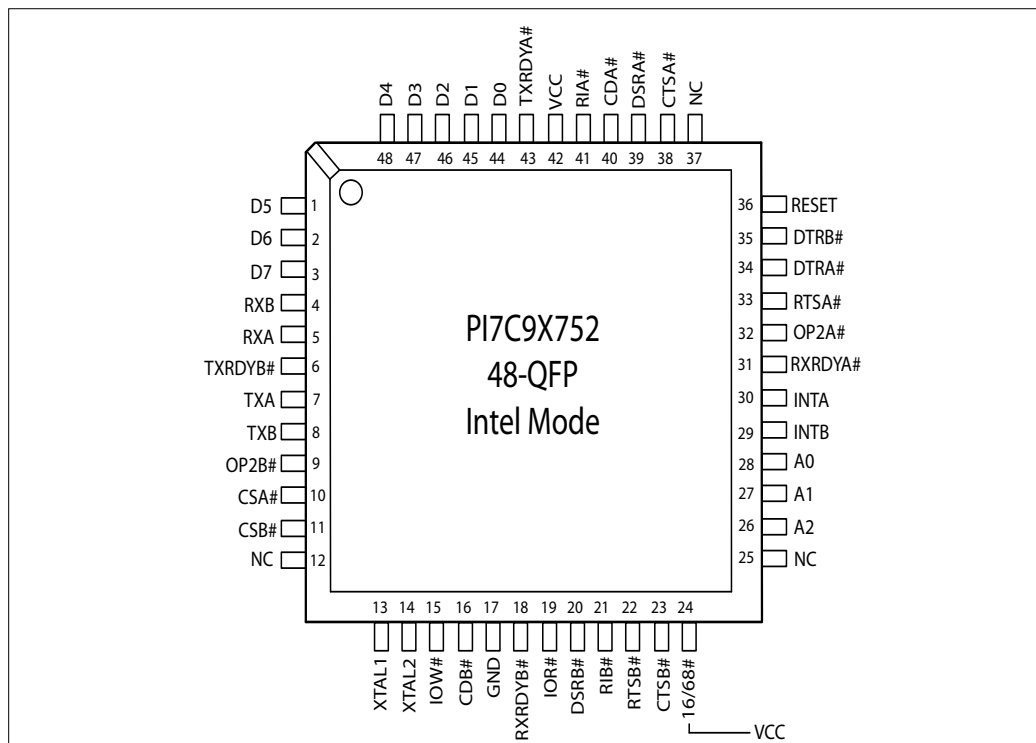 D4
D3
D2
D1
D0
TXRDYA#
VCC
RIA#
CDA#
DSRA#
CTSA#
NC
48
47
46
45
44
43
42
41
40
39
38
37
D5 1
D6 2
D7 3
RXB 4
RXA 5
TXRDYB# 6
TXA 7
TXB 8
OP2B# 9
CSA# 10
CSB# 11
NC 12
PI7C9X752
48-QFP
Intel Mode
36 RESET
35 DTRB#
34 DTRA#
33 RTSA#
32 OP2A#
31 RXRDYA#
30 INTA
29 INTB
28 A0
27 A1
26 A2
25 NC
13
14
15
16
17
18
19
20
21
22
23
24
XTAL1
XTAL2
IOW#
CDB#
GND
RXRDYB#
IOR#
DSRB#
RIB#
RTSB#
CTSB#
16/68#
VCC